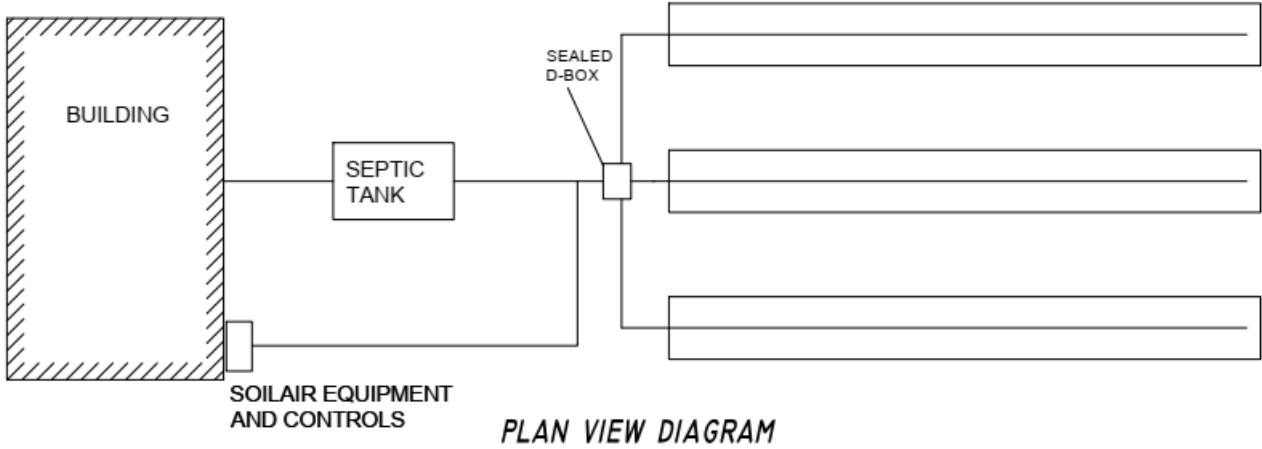 SEALED
D-BOX
BUILDING
SEPTIC
TANK
SOILAIR EQUIPMENT
AND CONTROLS
PLAN VIEW DIAGRAM